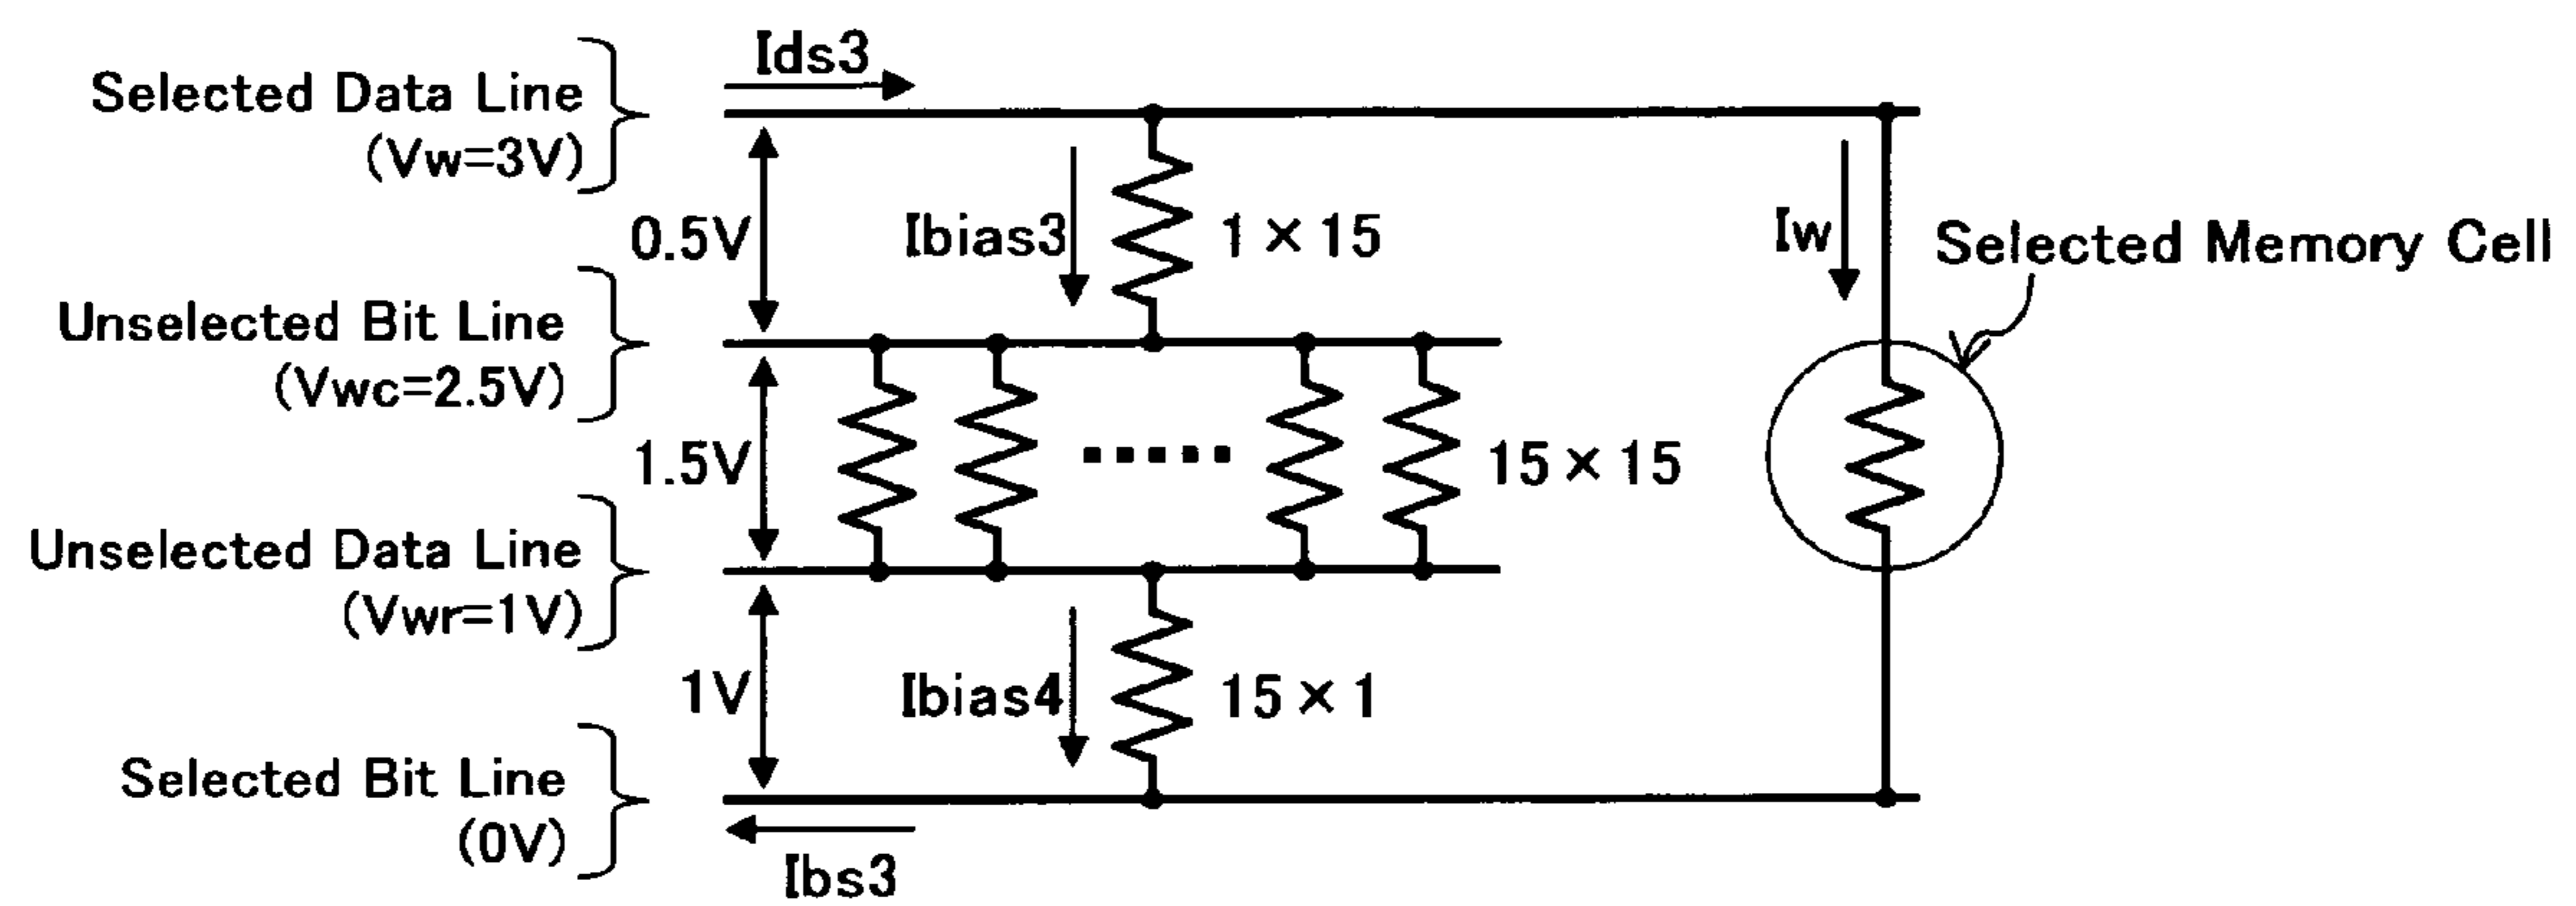 Ids3
Selected Data Line
(Vw=3V)
0.5V
Ibias3
1×15
Iw
Selected Memory Cell
Unselected Bit Line
(Vwc=2.5V)
1.5V
15×15
Unselected Data Line
(Vwr=1V)
1V
Ibias4
15×1
Selected Bit Line
(0V)
Ibs3